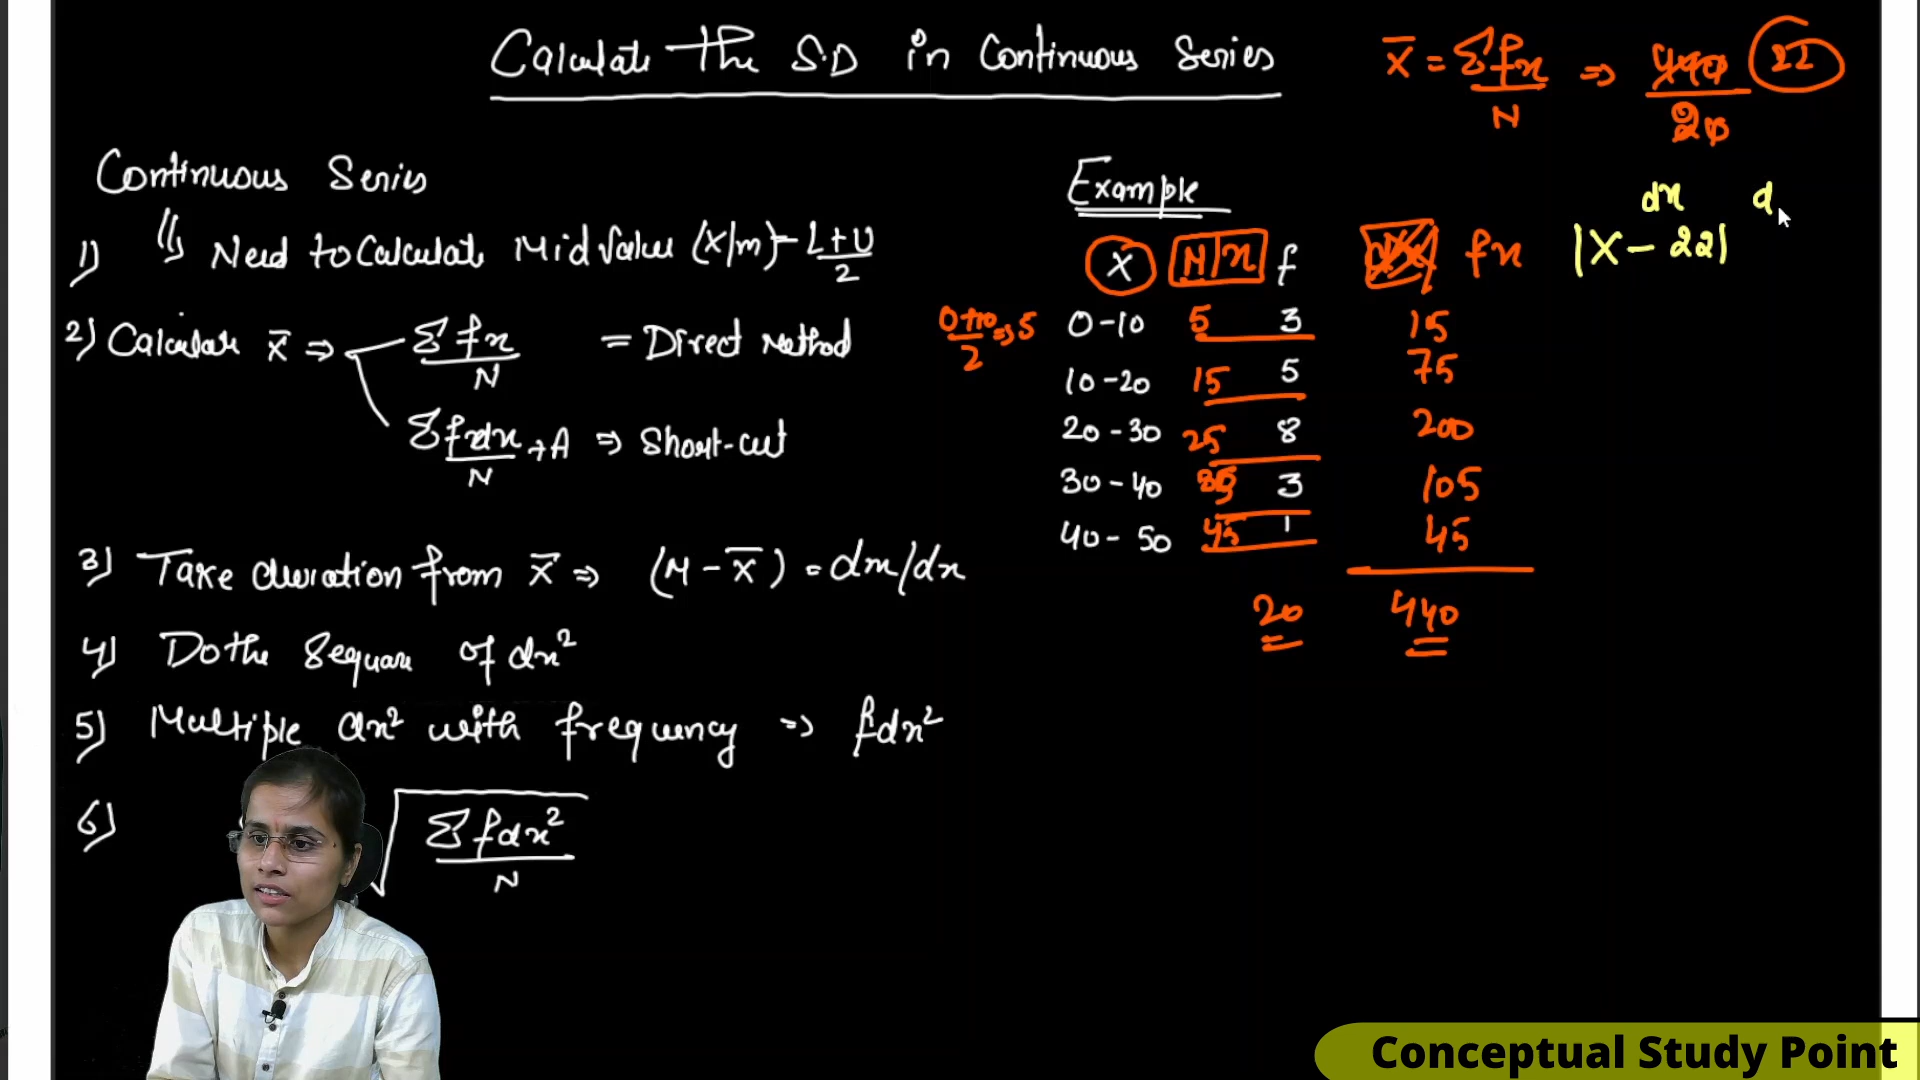 Calculate The S.D in Continuous Series
X̄ = Σfx/N ⇒ 440/20 22
Continuous Series
1) Need to Calculate Mid Value (X/m) - L+U/2
2) Calculate X̄ ⇒ Σfx/N = Direct Method
Σfdx/N + A ⇒ Short-cut
3) Take deviation from X̄ ⇒ (M - X̄) = dm/dx
4) Do the Sequare of dx²
5) Multiple dx² with frequency ⇒ fdx²
6) √Σfdx²/N
Example
dx d
X M|x f fx |X - 22|
0+10/2 ⇒ 5 0-10 5 3 15
10-20 15 5 75
20-30 25 8 200
30-40 35 3 105
40-50 45 1 45
20 440
Conceptual Study Point